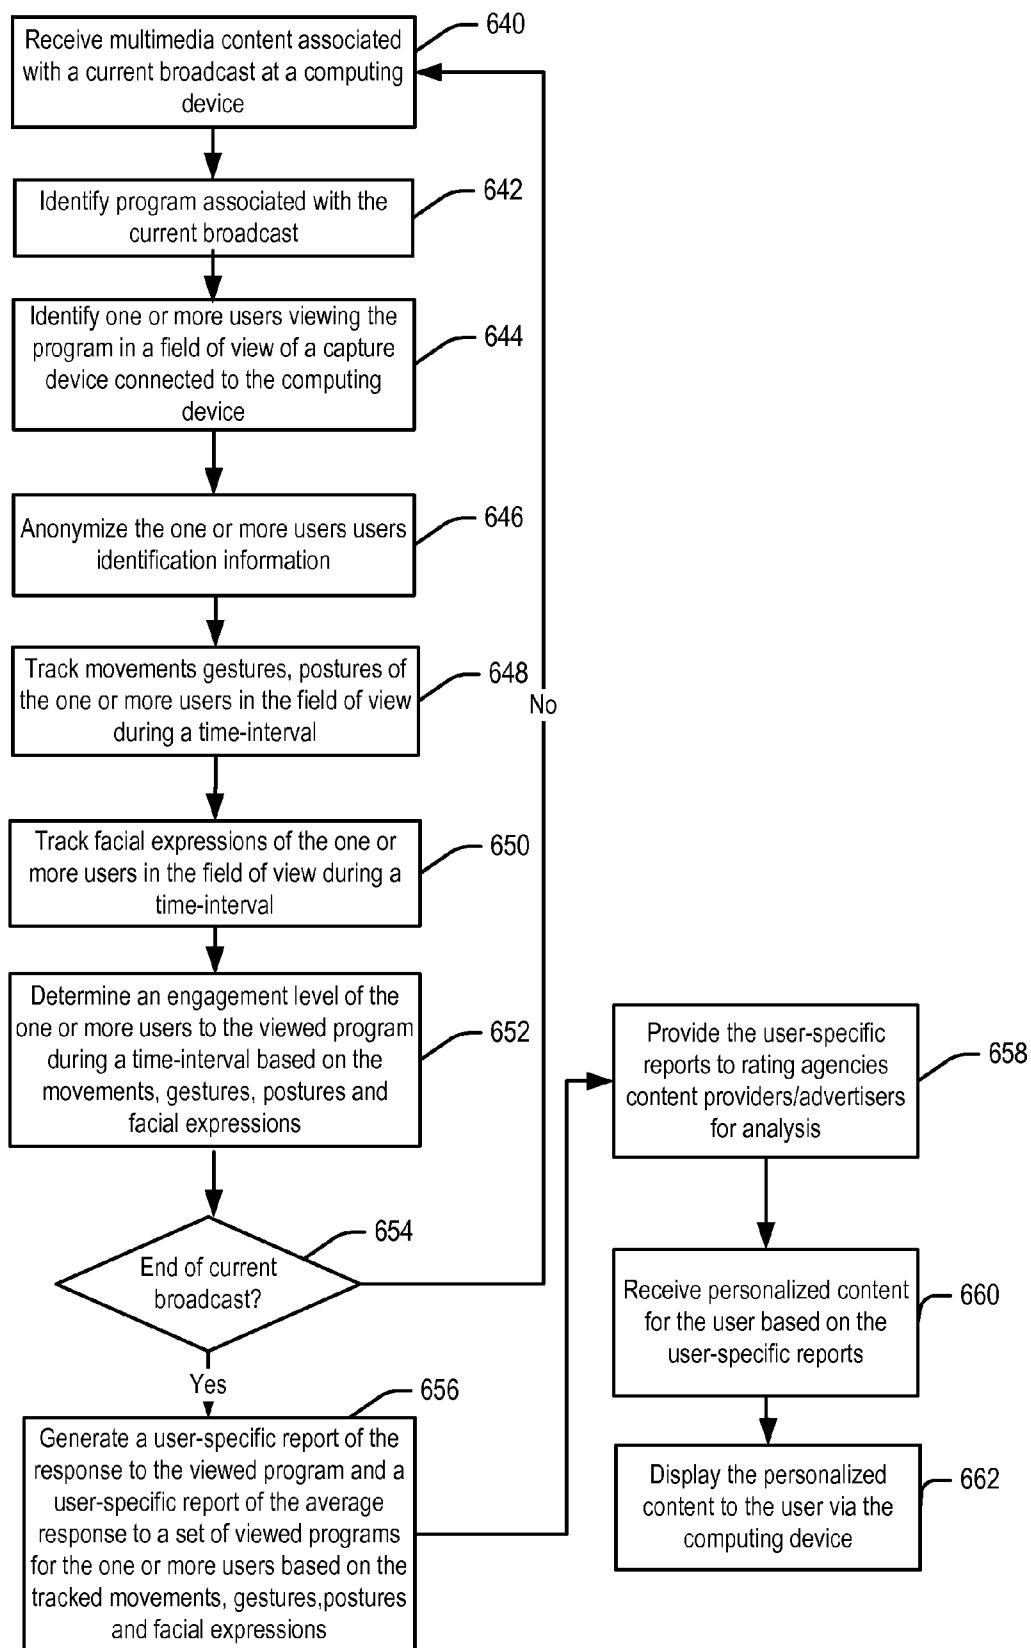 Receive multimedia content associated
with a current broadcast at a computing
device
640
Identify program associated with the
current broadcast
642
Identify one or more users viewing the
program in a field of view of a capture
device connected to the computing
device
644
Anonymize the one or more users users
identification information
646
Track movements gestures, postures of
the one or more users in the field of view
during a time-interval
648
No
Track facial expressions of the one or
more users in the field of view during a
time-interval
650
Determine an engagement level of the
one or more users to the viewed program
during a time-interval based on the
movements, gestures, postures and
facial expressions
652
End of current
broadcast?
654
Yes
Generate a user-specific report of the
response to the viewed program and a
user-specific report of the average
response to a set of viewed programs
for the one or more users based on the
tracked movements, gestures,postures
and facial expressions
656
Provide the user-specific
reports to rating agencies
content providers/advertisers
for analysis
658
Receive personalized content
for the user based on the
user-specific reports
660
Display the personalized
content to the user via the
computing device
662